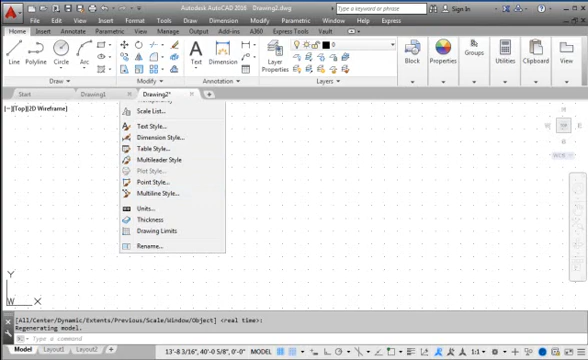 Autodesk AutoCAD 2016 Drawing2.dwg
Type a keyword or phrase
Sign In
File Edit View Insert Format Tools Draw Dimension Modify Parametric Window Help Express
Home Insert Annotate Parametric View Manage Output Add-ins A360 Express Tools Vault
Line Polyline Circle Arc
Text Dimension
Layer Properties
0
Block Properties Groups Utilities Clipboard View
Draw Modify Annotation Layers
Start Drawing1 Drawing2*
[−][Top][2D Wireframe]
Scale List...
Text Style...
Dimension Style...
Table Style...
Multileader Style
Plot Style...
Point Style...
Multiline Style...
Units...
Thickness
Drawing Limits
Rename...
TOP
W
Y
X
[All/Center/Dynamic/Extents/Previous/Scale/Window/Object] <real time>:
Regenerating model.
Type a command
Model Layout1 Layout2 +
13'-8 3/16", 40'-0 5/8", 0'-0" MODEL
1:1